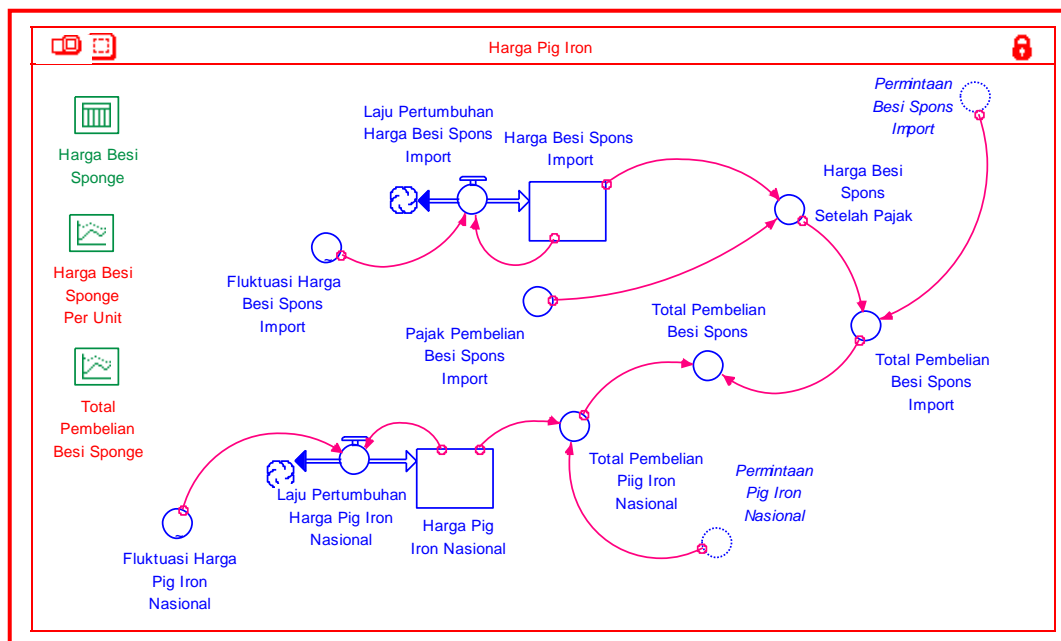 Harga Pig Iron
Permintaan
Besi Spons
Import
Laju Pertumbuhan
Harga Besi Spons
Import
Harga Besi Spons
Import
Harga Besi
Sponge
Harga Besi
Spons
Setelah Pajak
Harga Besi
Sponge
Per Unit
Fluktuasi Harga
Besi Spons
Import
Pajak Pembelian
Besi Spons
Import
Total Pembelian
Besi Spons
Total Pembelian
Besi Spons
Import
Total
Pembelian
Besi Sponge
Total Pembelian
Piig Iron
Nasional
Permintaan
Pig Iron
Nasional
Laju Pertumbuhan
Harga Pig Iron
Nasional
Harga Pig
Iron Nasional
Fluktuasi Harga
Pig Iron
Nasional